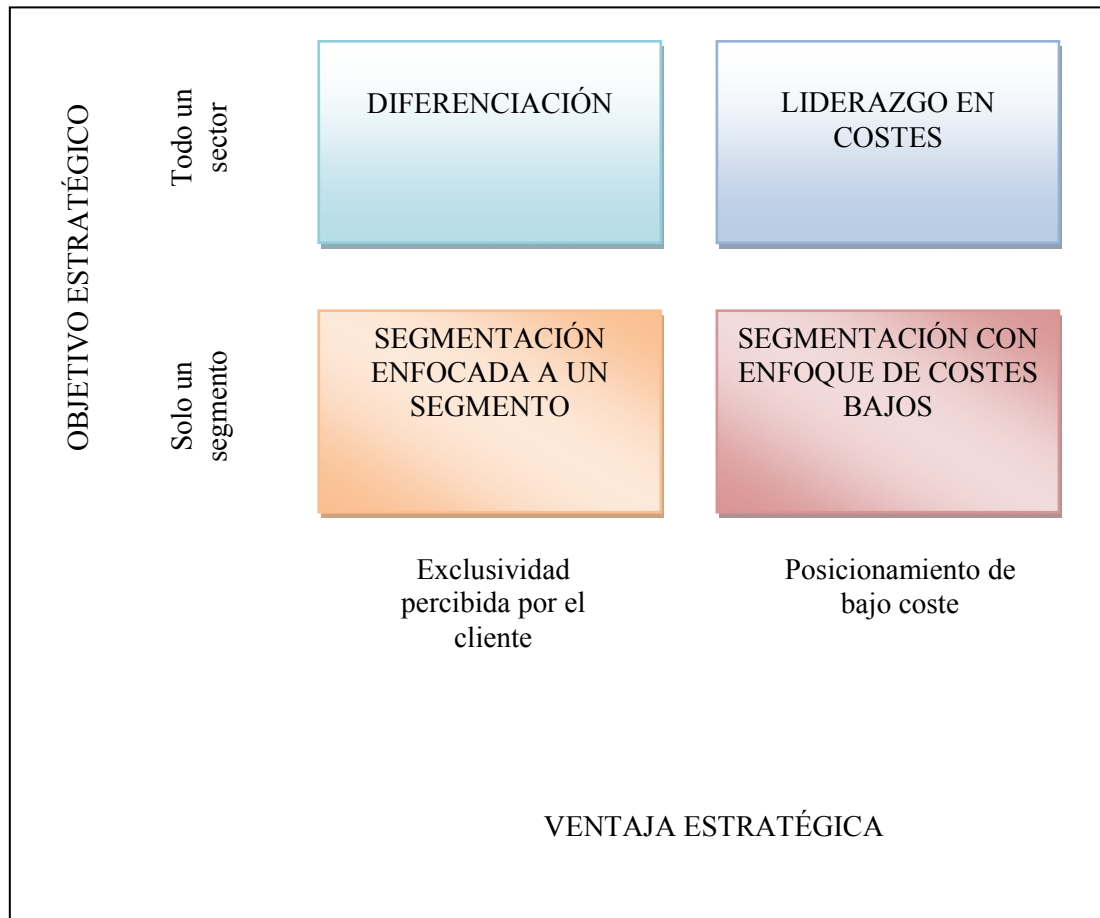 OBJETIVO ESTRATÉGICO
Todo un
sector
DIFERENCIACIÓN
LIDERAZGO EN
COSTES
Solo un
segmento
SEGMENTACIÓN
ENFOCADA A UN
SEGMENTO
SEGMENTACIÓN CON
ENFOQUE DE COSTES
BAJOS
Exclusividad
percibida por el
cliente
Posicionamiento de
bajo coste
VENTAJA ESTRATÉGICA